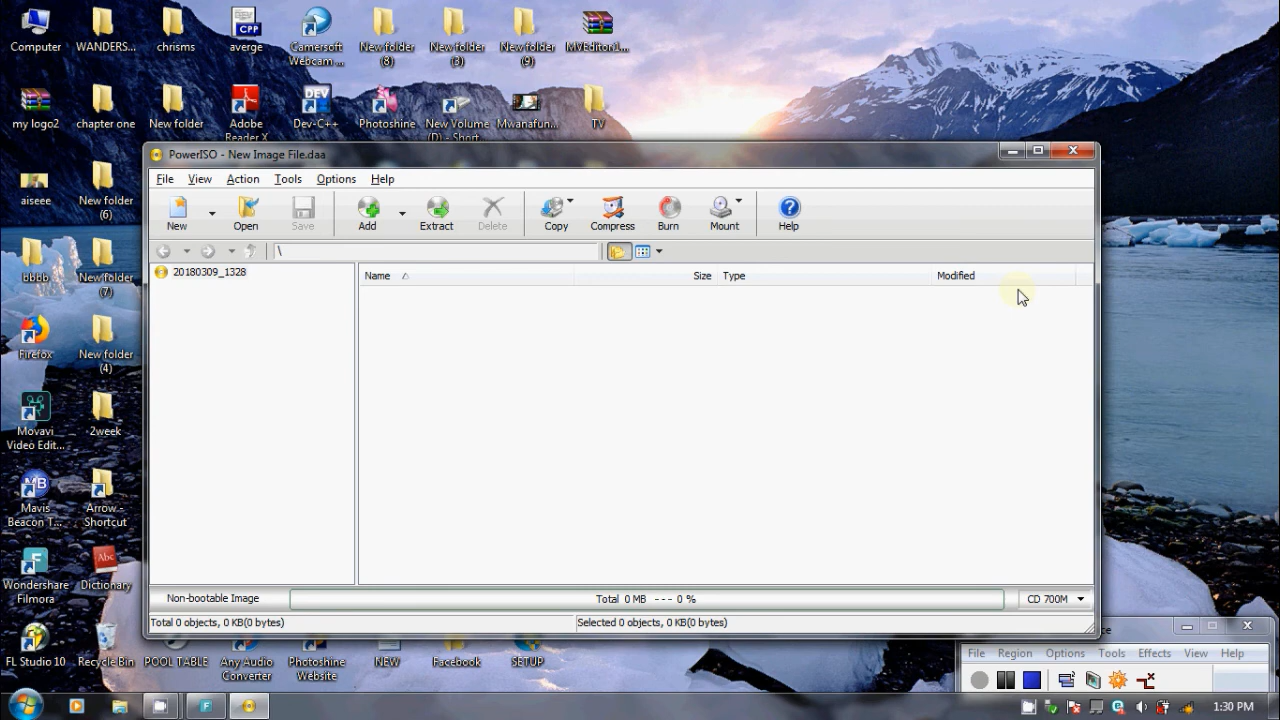 Computer
WANDERS...
chrisms
averge
Camersoft Webcam ...
New folder (8)
New folder (3)
New folder (9)
MVEditor1...
my logo2
chapter one
New folder
Adobe Reader X
Dev-C++
Photoshine
New Volume (D) - Short...
Mwanafun...
TV
PowerISO - New Image File.daa
File View Action Tools Options Help
aiseee
New folder (6)
New Open Save Add Extract Delete Copy Compress Burn Mount Help
\
20180309_1328
Name Size Type Modified
bbbb
New folder (7)
Firefox
New folder (4)
Movavi Video Edit...
2week
Mavis Beacon T...
Arrow - Shortcut
Wondershare Filmora
Dictionary
Non-bootable Image
Total 0 MB --- 0 %
CD 700M
Total 0 objects, 0 KB(0 bytes)
Selected 0 objects, 0 KB(0 bytes)
FL Studio 10
Recycle Bin
POOL TABLE
Any Audio Converter
Photoshine Website
NEW
Facebook
SETUP
File Region Options Tools Effects View Help
1:30 PM